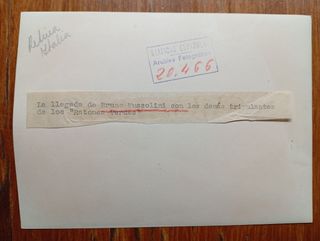 Italia
Archivo Fotográfico
20.466
La llegada de Bruno Mussolini con los demás tripulantes
de los "Ratones Verdes"